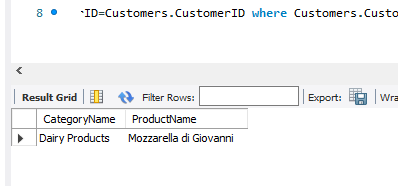 8 rID=Customers.CustomerID where Customers.Custo
Result Grid Filter Rows: Export: Wra
CategoryName ProductName
Dairy Products Mozzarella di Giovanni